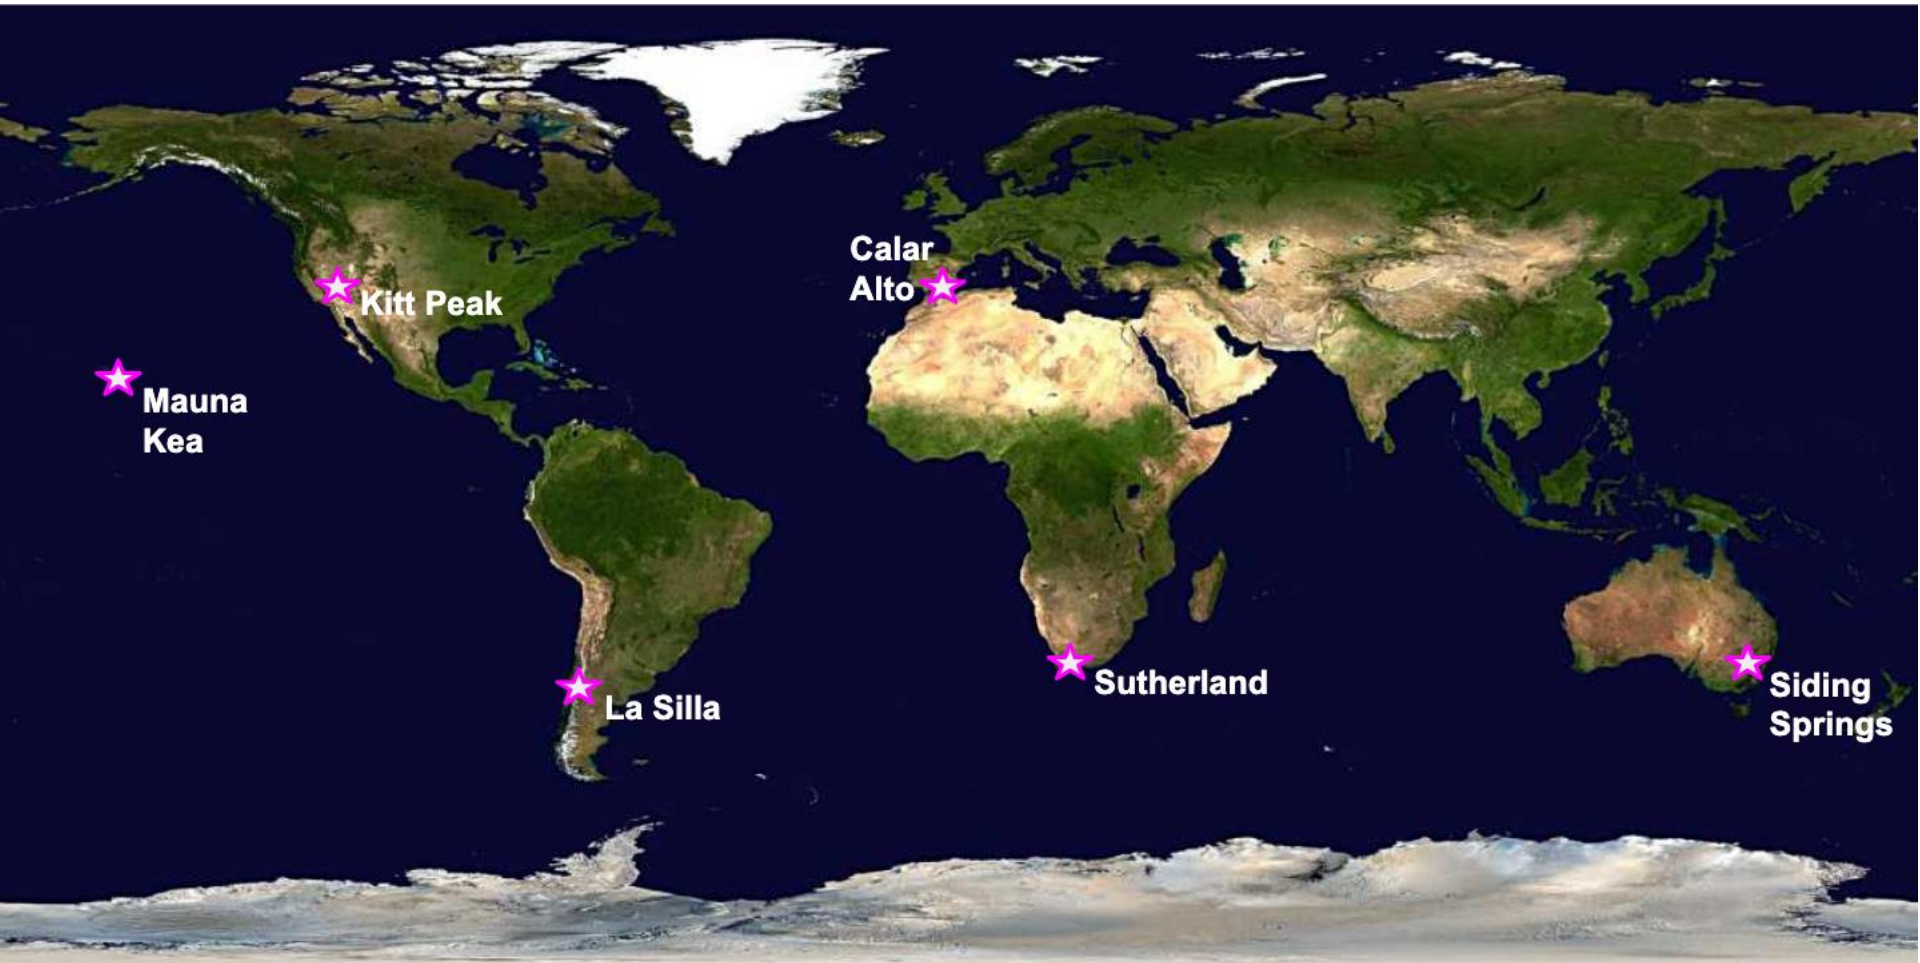 Calar
Alto
Kitt Peak
Mauna
Kea
Sutherland
La Silla
Siding
Springs